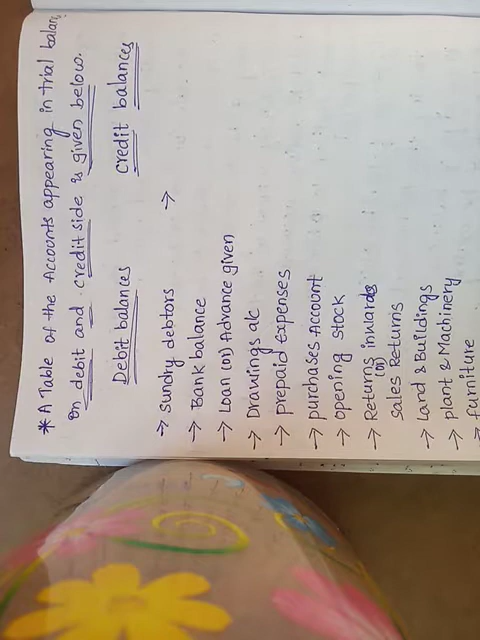 * A Table of the Accounts appearing in trial balance
on debit and credit side is given below.
Debit balances credit balances
→ Sundry debtors →
→ Bank balance
→ Loan (or) Advance given
→ Drawings a/c
→ prepaid expenses
→ purchases Account
→ opening stock
→ Returns inwards
(or)
Sales Returns
→ Land & Buildings
→ plant & Machinery
→ furniture